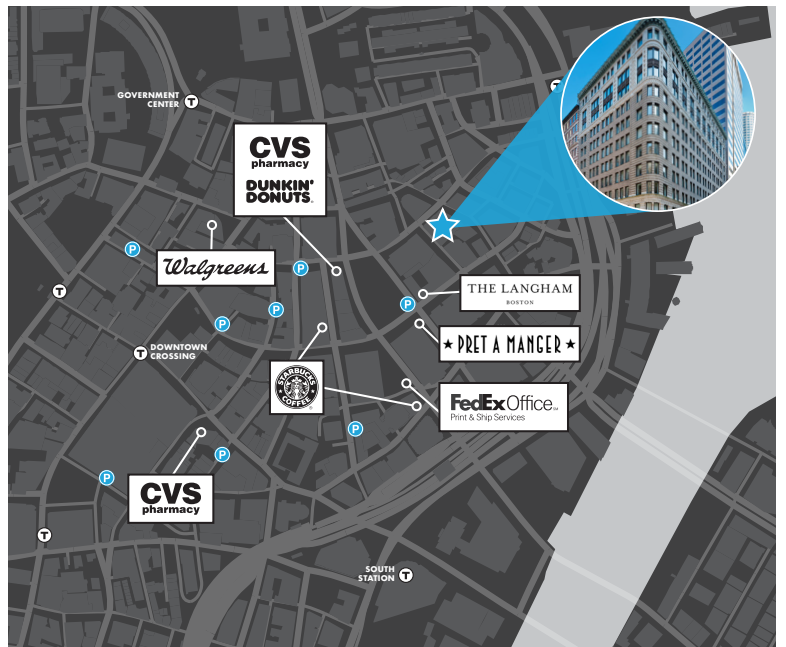 GOVERNMENT
CENTER
T
T
CVS
pharmacy
DUNKIN'
DONUTS
P
Walgreens
P
T
THE LANGHAM
BOSTON
P
P
P
★ PRET A MANGER ★
DOWNTOWN
CROSSING
T
STARBUCKS
COFFEE
®
FedEx Office SM
Print & Ship Services
P
P
P
CVS
pharmacy
T
SOUTH
STATION
T